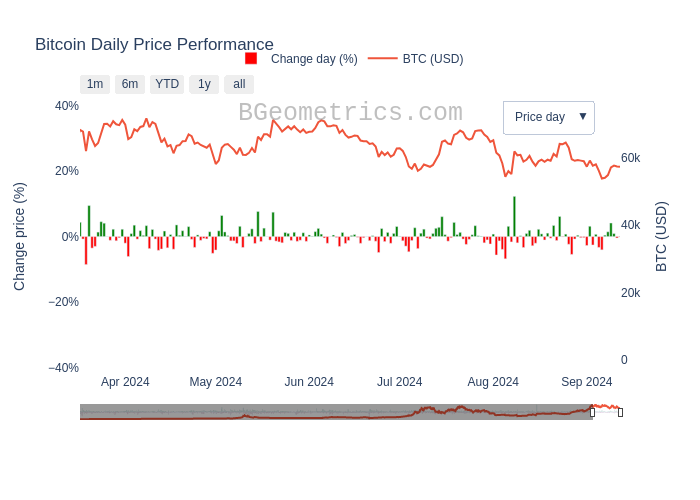 Bitcoin Daily Price Performance
Change day (%)
BTC (USD)
1m
6m
YTD
1y
all
BGeometrics.com
Price day
▼
40%
20%
0%
−20%
−40%
Change price (%)
60k
40k
20k
0
BTC (USD)
Apr 2024
May 2024
Jun 2024
Jul 2024
Aug 2024
Sep 2024